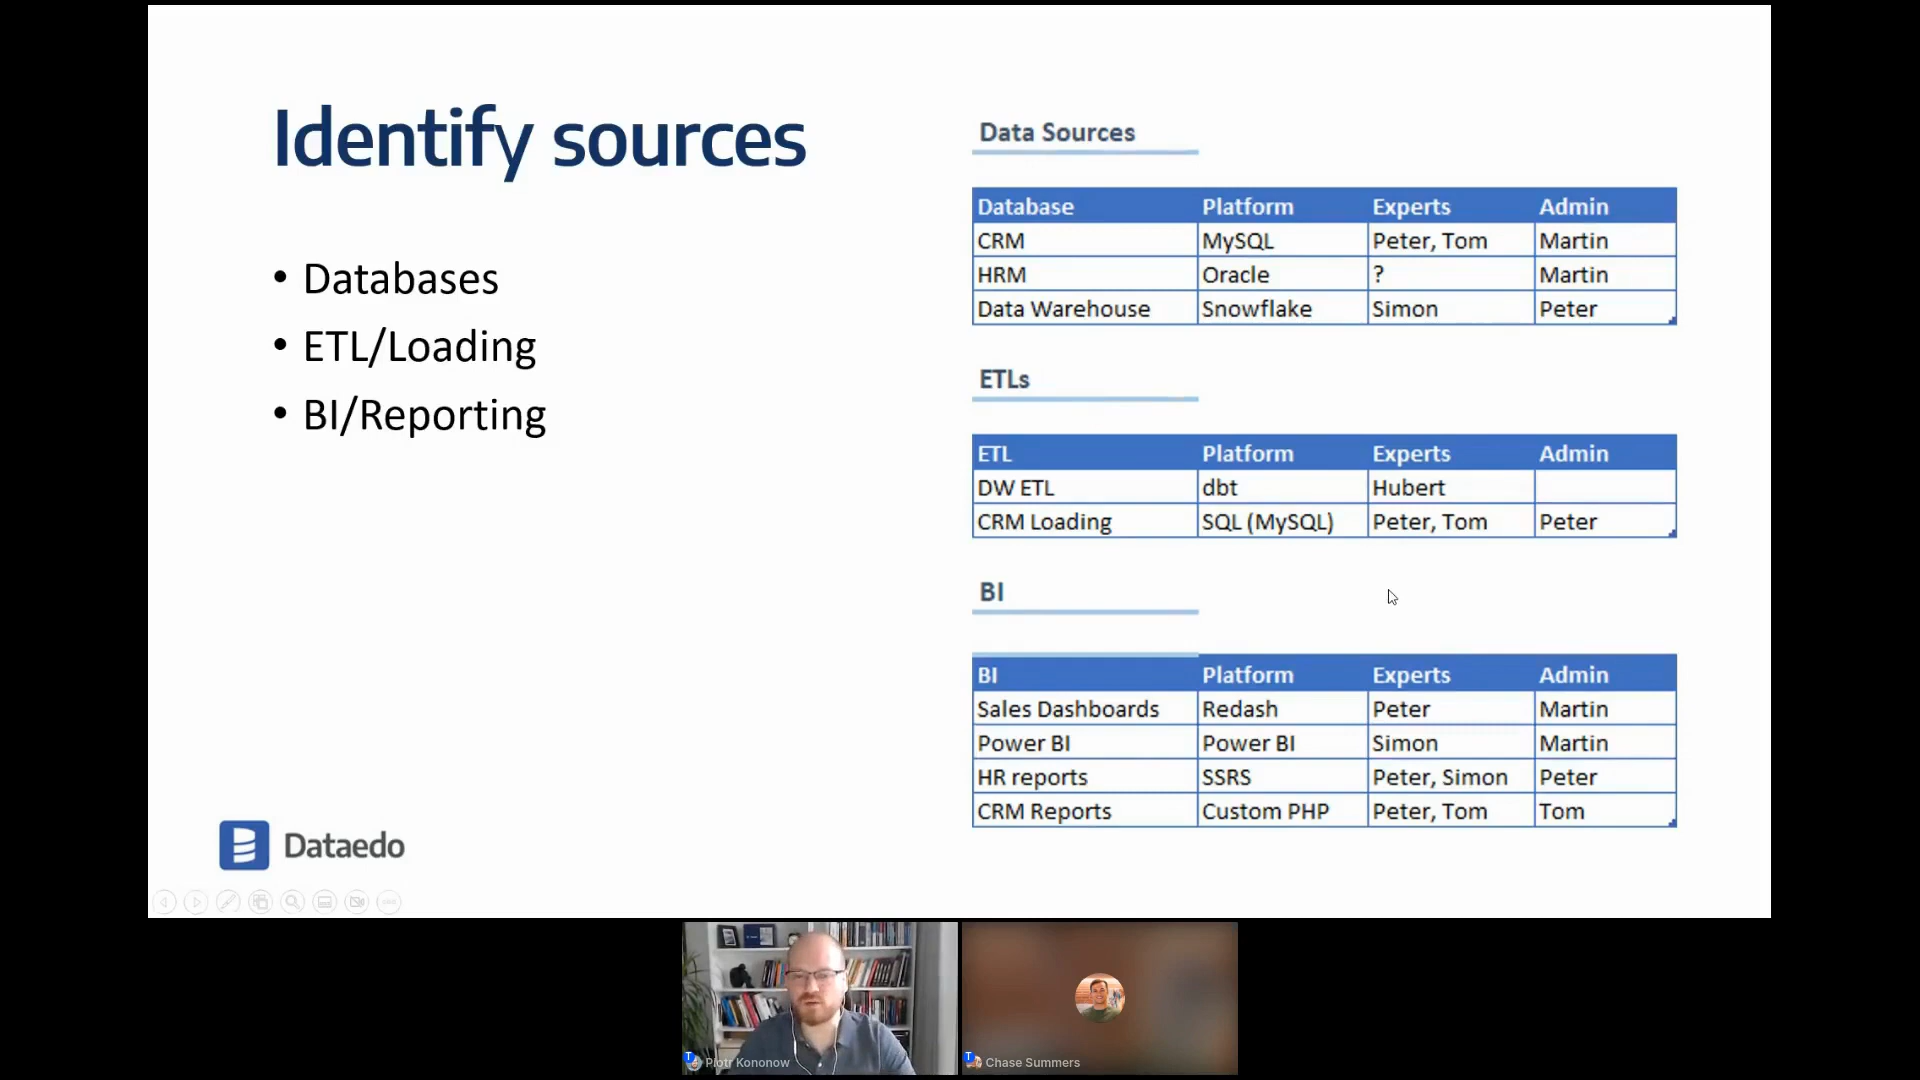 Identify sources
• Databases
• ETL/Loading
• BI/Reporting
Data Sources
Database Platform Experts Admin
CRM MySQL Peter, Tom Martin
HRM Oracle ? Martin
Data Warehouse Snowflake Simon Peter
ETLs
ETL Platform Experts Admin
DW ETL dbt Hubert
CRM Loading SQL (MySQL) Peter, Tom Peter
BI
BI Platform Experts Admin
Sales Dashboards Redash Peter Martin
Power BI Power BI Simon Martin
HR reports SSRS Peter, Simon Peter
CRM Reports Custom PHP Peter, Tom Tom
Dataedo
T Piotr Kononow
T Chase Summers